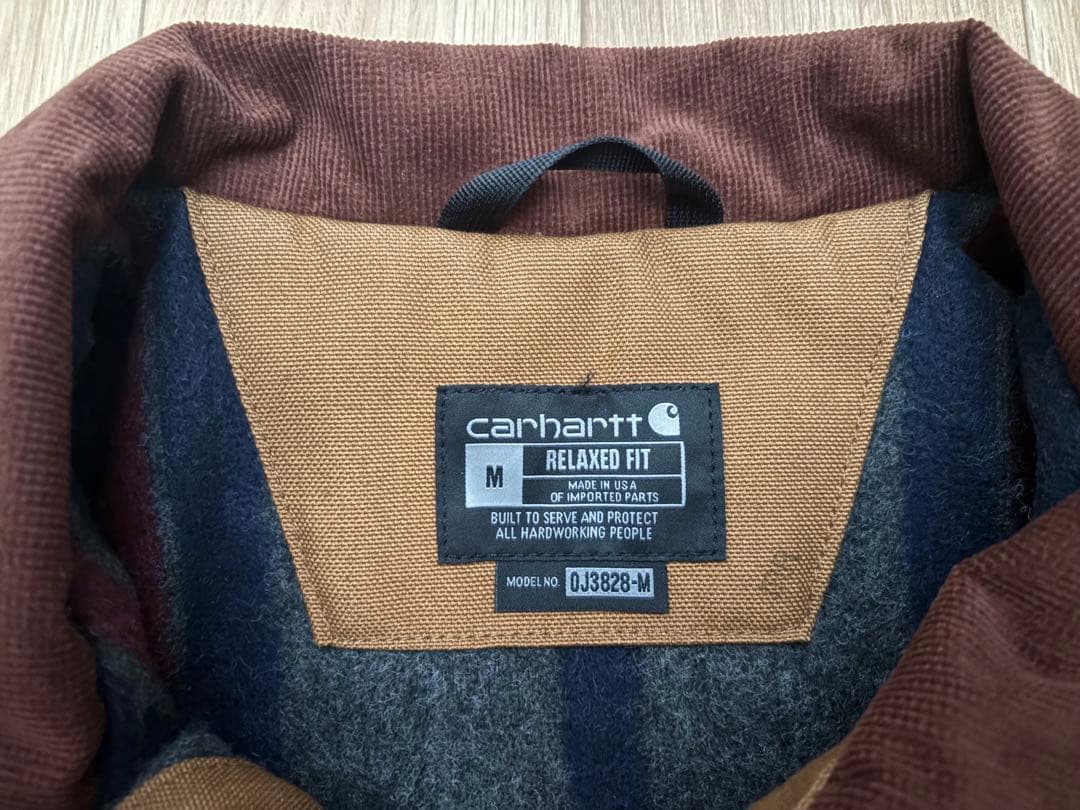 carhartt
M
RELAXED FIT
MADE IN USA
OF IMPORTED PARTS
BUILT TO SERVE AND PROTECT
ALL HARDWORKING PEOPLE
MODEL NO. OJ3828-M